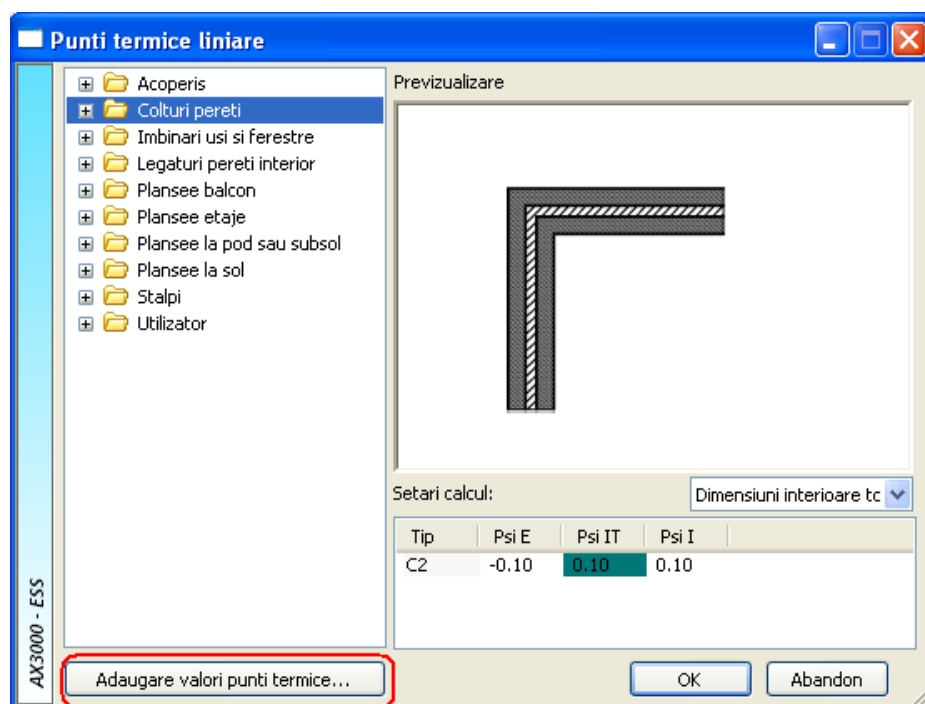 Punti termice liniare
Acoperis
Colturi pereti
Imbinari usi si ferestre
Legaturi pereti interior
Plansee balcon
Plansee etaje
Plansee la pod sau subsol
Plansee la sol
Stalpi
Utilizator
AX3000 - ESS
Adaugare valori punti termice...
Previzualizare
Setari calcul:
Dimensiuni interioare tc
Tip Psi E Psi IT Psi I
C2 -0.10 0.10 0.10
OK
Abandon